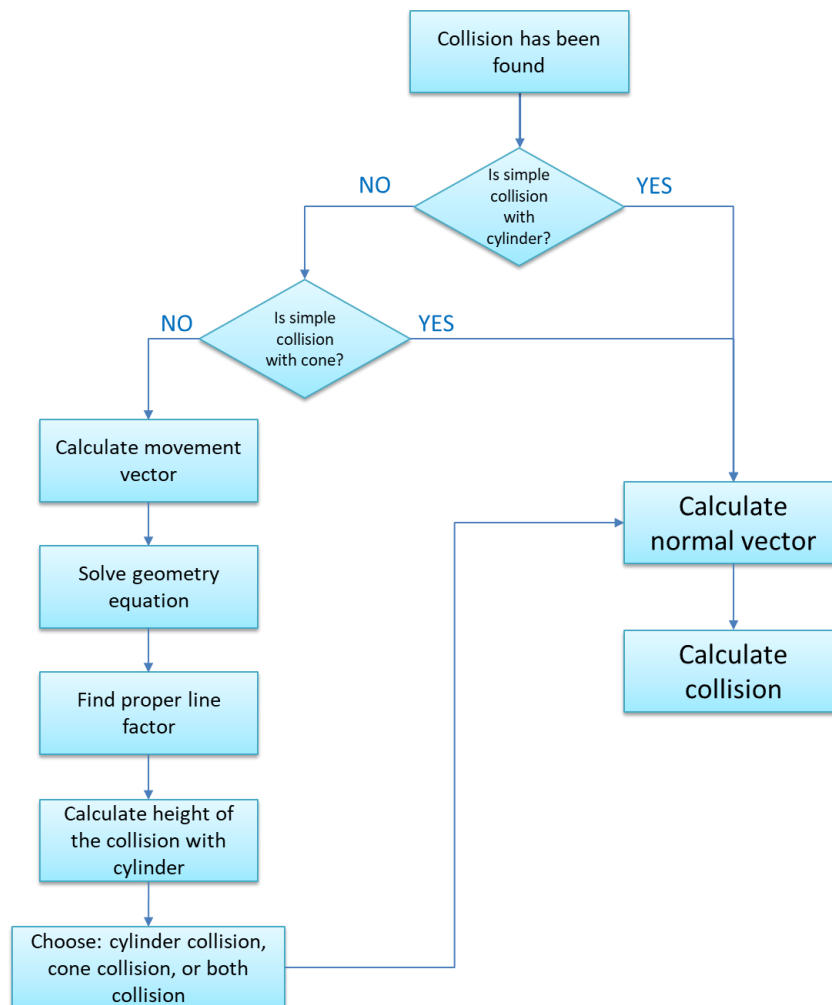 Collision has been
found
Is simple
collision
with
cylinder?
NO
YES
Is simple
collision
with cone?
NO
YES
Calculate movement
vector
Calculate
normal vector
Solve geometry
equation
Calculate
collision
Find proper line
factor
Calculate height of
the collision with
cylinder
Choose: cylinder collision,
cone collision, or both
collision